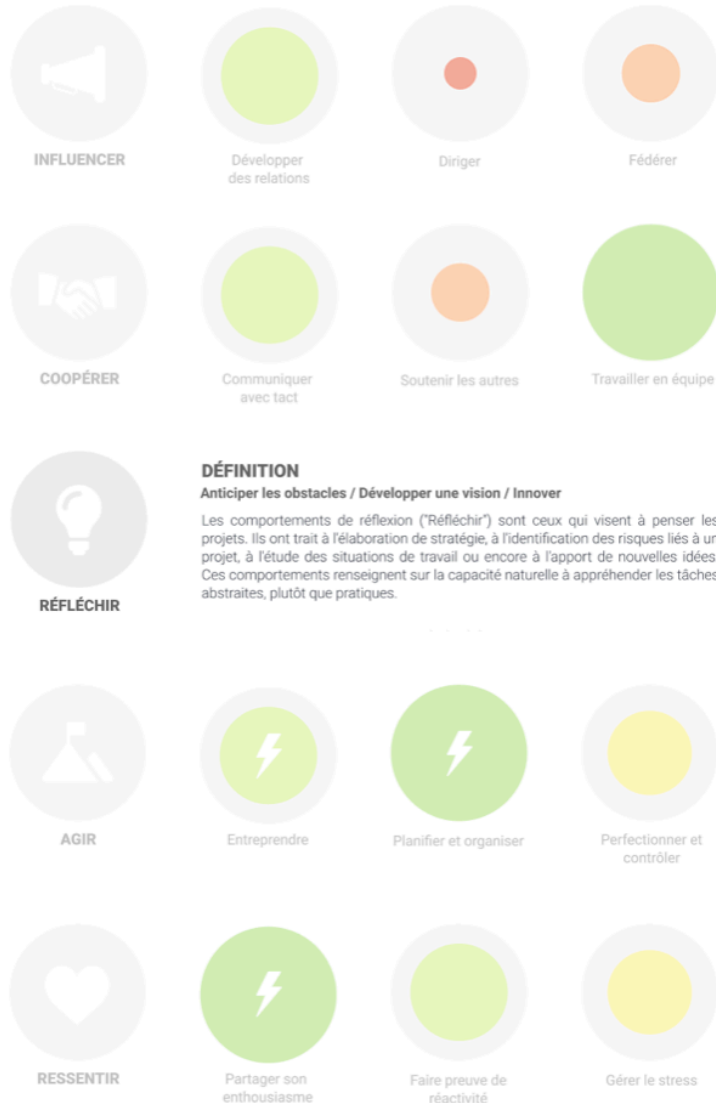 INFLUENCER
Développer
des relations
Diriger
Fédérer
COOPÉRER
Communiquer
avec tact
Soutenir les autres
Travailler en équipe
DÉFINITION
Anticiper les obstacles / Développer une vision / Innover
Les comportements de réflexion ("Réfléchir") sont ceux qui visent à penser les
projets. Ils ont trait à l'élaboration de stratégie, à l'identification des risques liés à un
projet, à l'étude des situations de travail ou encore à l'apport de nouvelles idées
Ces comportements renseignent sur la capacité naturelle à appréhender les tâches
abstraites, plutôt que pratiques.
RÉFLÉCHIR
AGIR
Entreprendre
Planifier et organiser
Perfectionner et
contrôler
RESSENTIR
Partager son
enthousiasme
Faire preuve de
réactivité
Gérer le stress